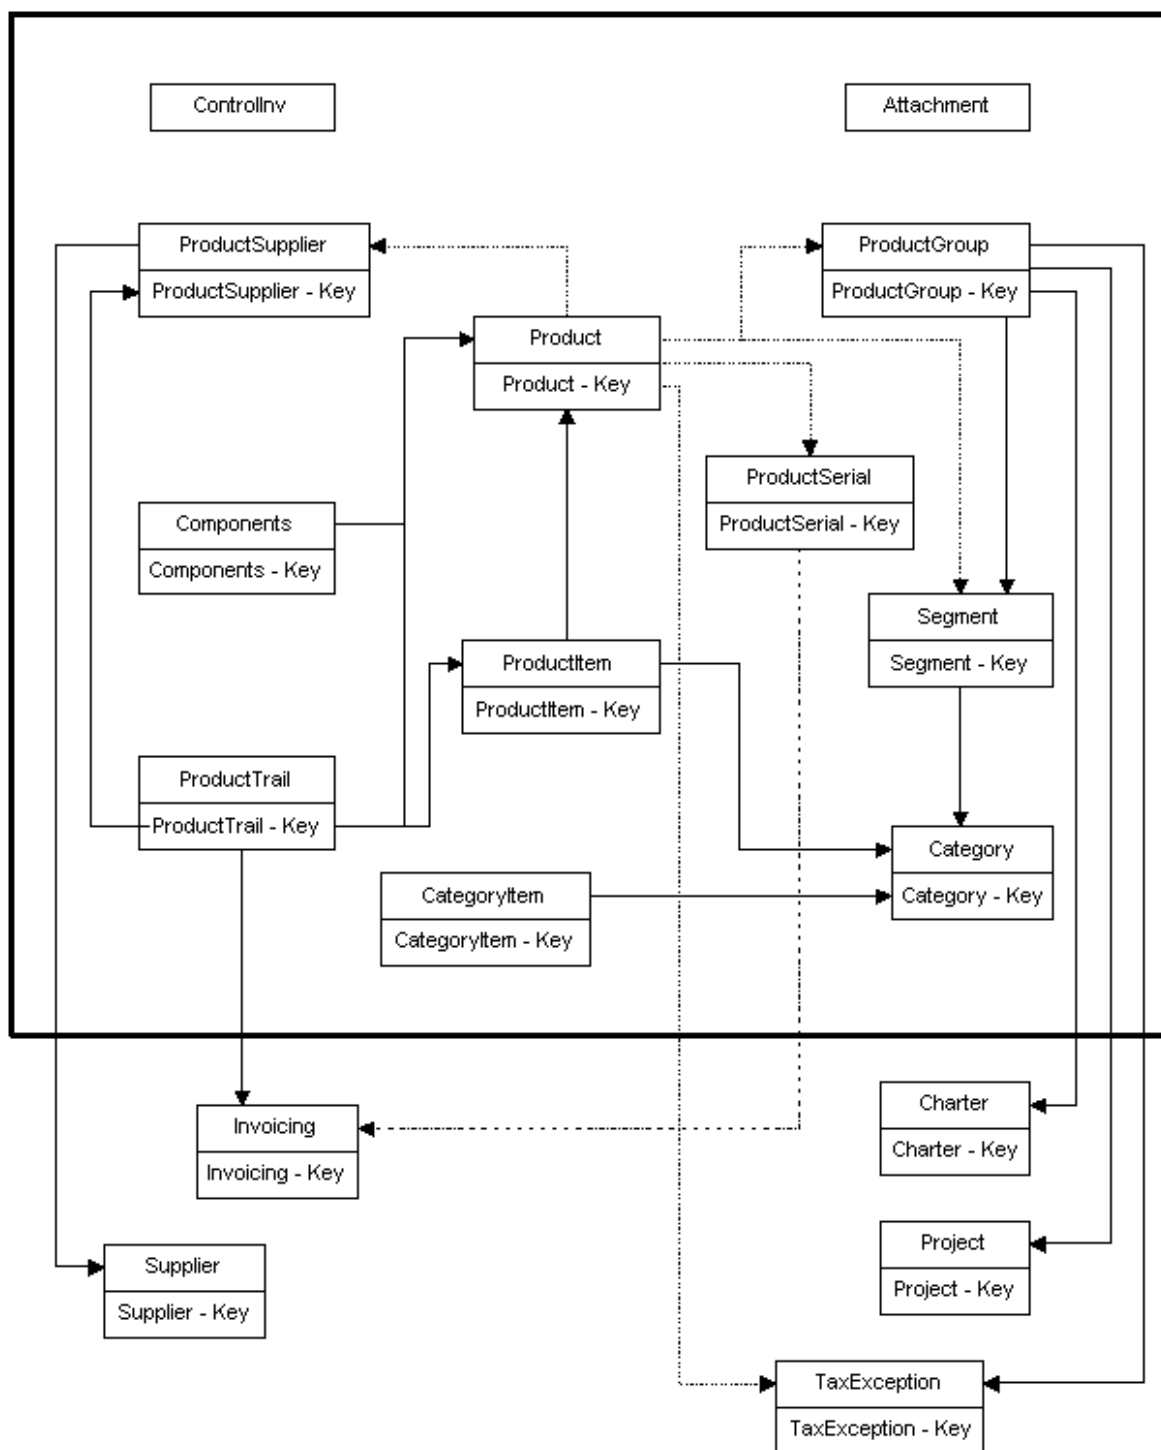 ControlInv
Attachment
ProductSupplier
ProductSupplier - Key
ProductGroup
ProductGroup - Key
Product
Product - Key
ProductSerial
ProductSerial - Key
Components
Components - Key
Segment
Segment - Key
ProductItem
ProductItem - Key
ProductTrail
ProductTrail - Key
Category
Category - Key
CategoryItem
CategoryItem - Key
Invoicing
Invoicing - Key
Charter
Charter - Key
Supplier
Supplier - Key
Project
Project - Key
TaxException
TaxException - Key